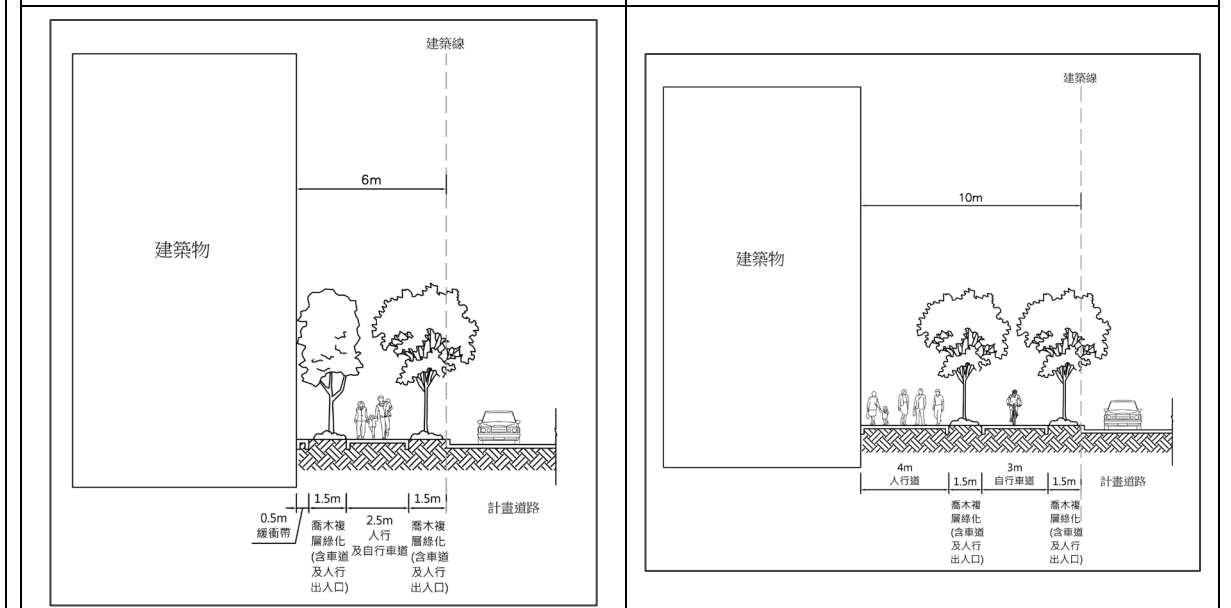 建築線
6m
建築物
1.5m
1.5m
0.5m
緩衝帶
喬木複
層綠化
(含車道
及人行
出入口)
2.5m
人行
及自行車道
喬木複
層綠化
(含車道
及人行
出入口)
計畫道路
建築線
10m
建築物
4m
人行道
1.5m
3m
自行車道
1.5m
計畫道路
喬木複
層綠化
(含車道
及人行
出入口)
喬木複
層綠化
(含車道
及人行
出入口)